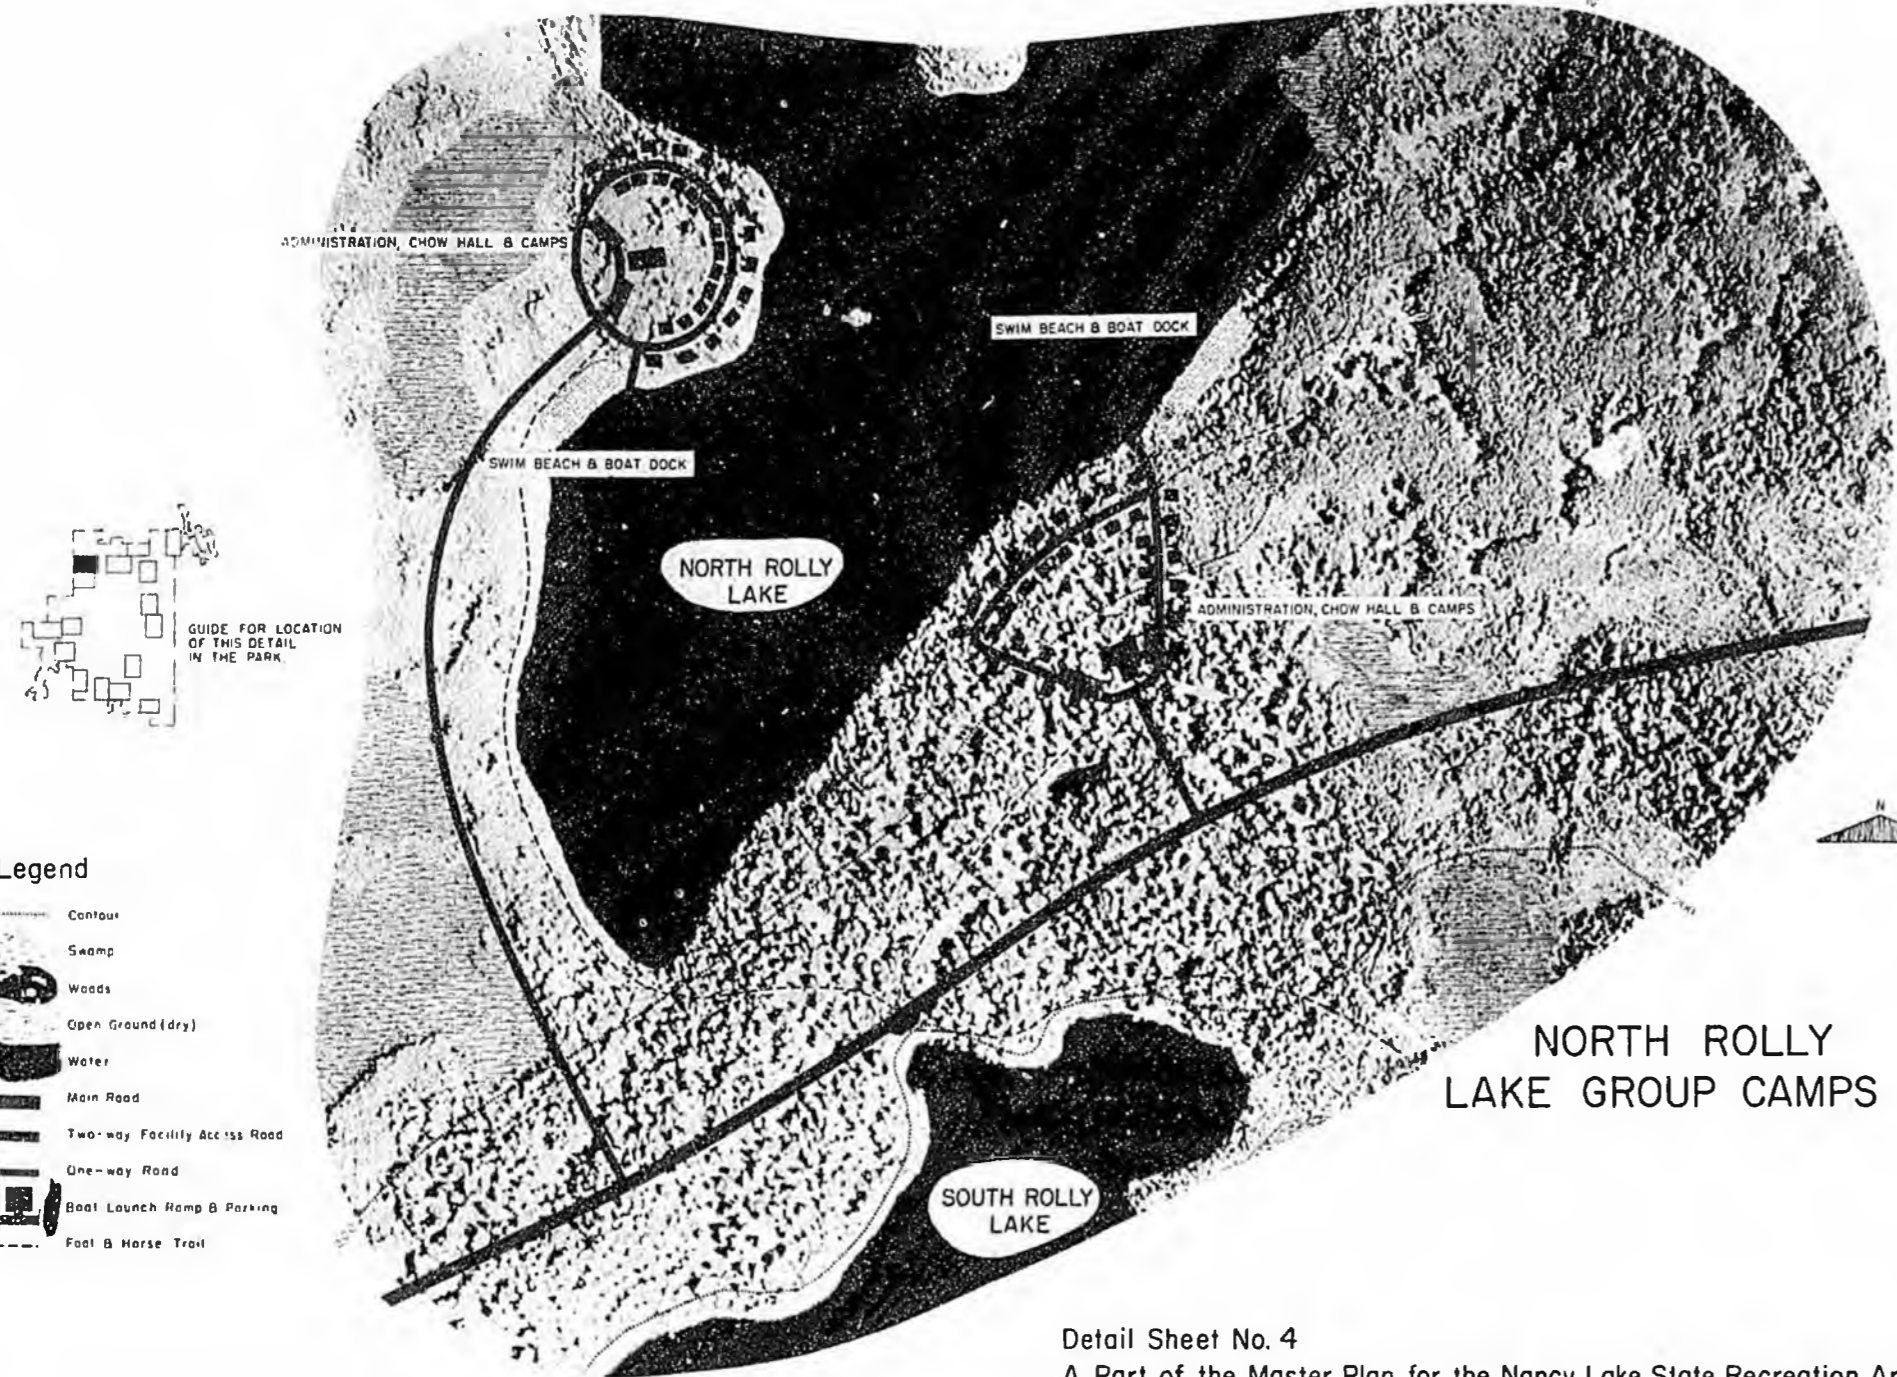 ADMINISTRATION, CHOW HALL & CAMPS
SWIM BEACH & BOAT DOCK
SWIM BEACH & BOAT DOCK
NORTH ROLLY
LAKE
ADMINISTRATION, CHOW HALL & CAMPS
GUIDE FOR LOCATION
OF THIS DETAIL
IN THE PARK.
N
Legend
Contour
Swamp
Woods
Open Ground (dry)
Water
Main Road
Two-way Facility Access Road
One-way Road
Boat Launch Ramp & Parking
Foot & Horse Trail
SOUTH ROLLY
LAKE
NORTH ROLLY
LAKE GROUP CAMPS
Detail Sheet No. 4
A Part of the Master Plan for the Nancy Lake State Recreation